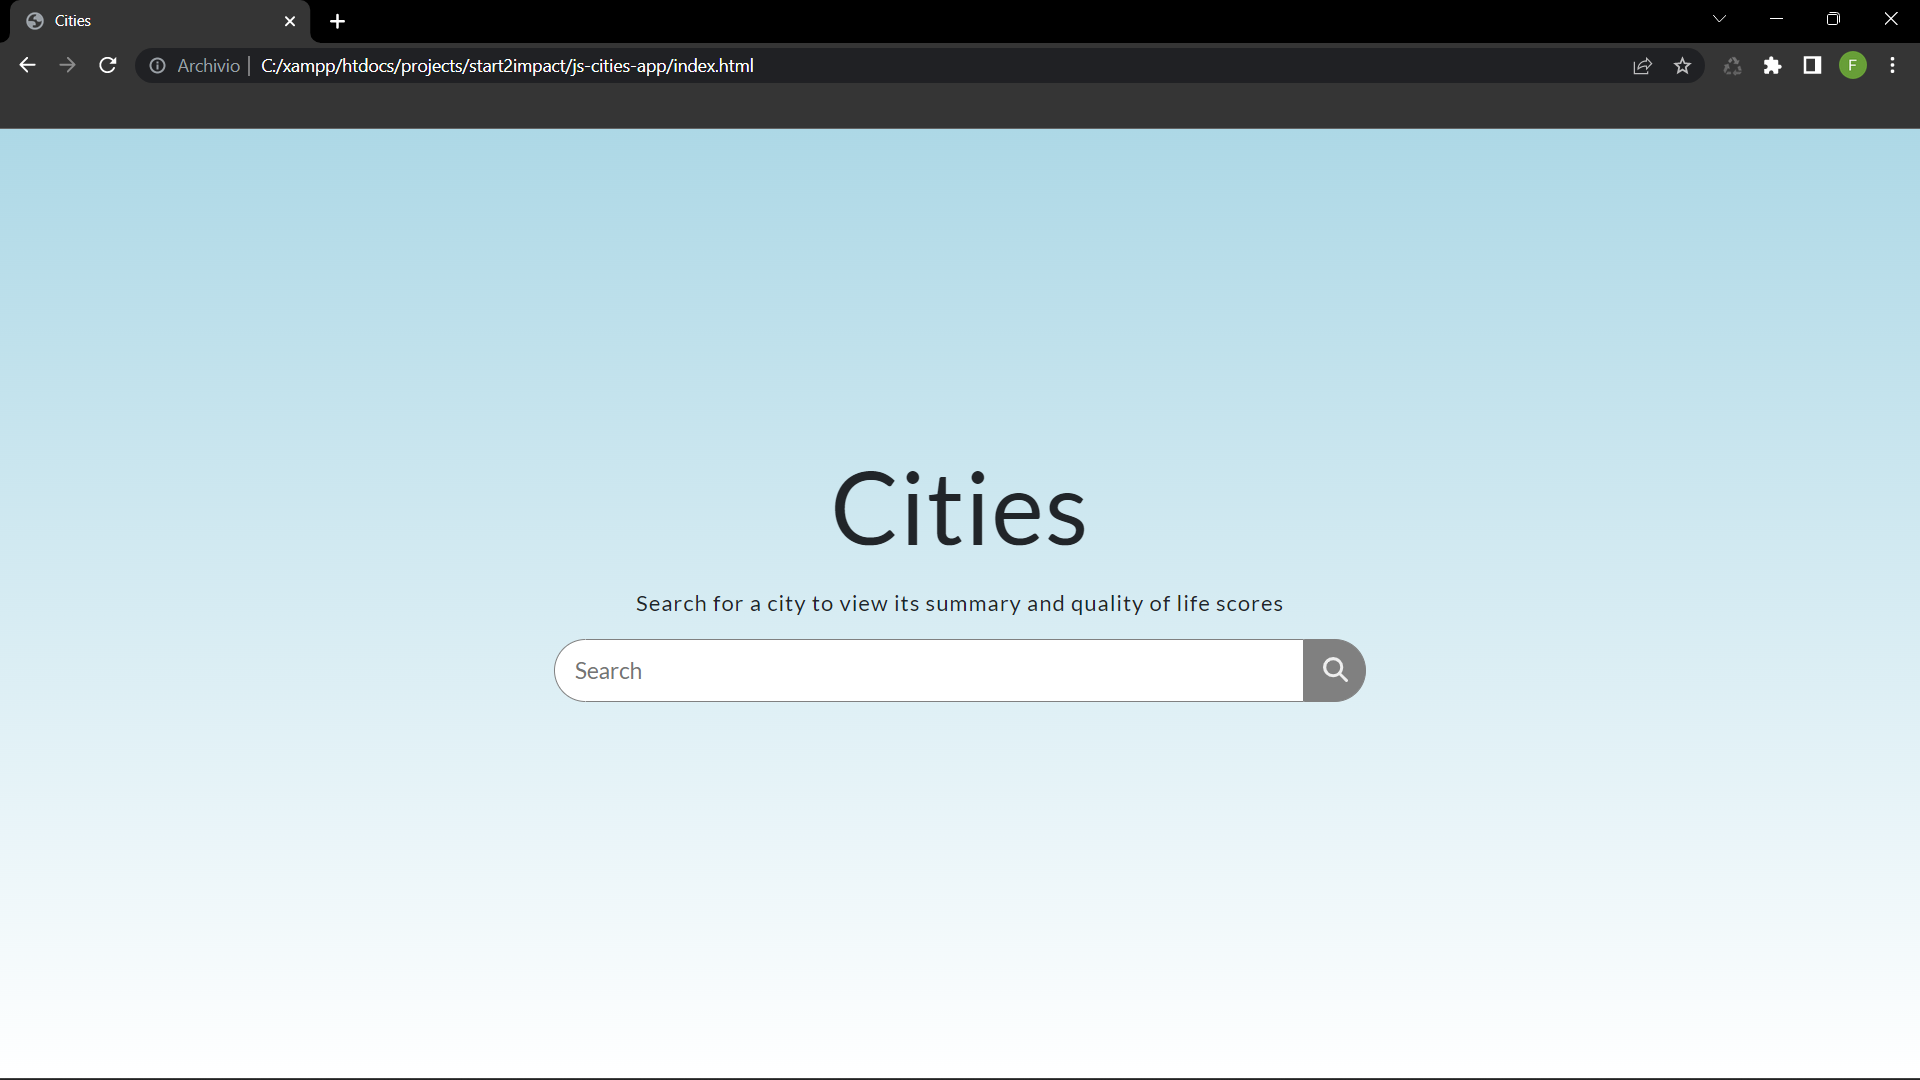 Cities
Archivio C:/xampp/htdocs/projects/start2impact/js-cities-app/index.html
F
Cities
Search for a city to view its summary and quality of life scores
Search